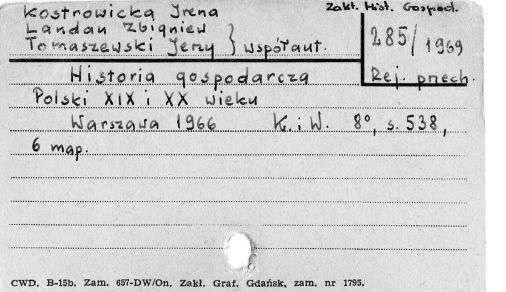 Kostrowicka Irena
Landau Zbigniew
Tomaszewski Jerzy } współaut.
Zakł. Hist. Gospod.
285/1969
Rej. przech.
Historia gospodarcza
Polski XIX i XX wieku
Warszawa 1966 K. i W. 8°, s. 538,
6 map.
CWD. B-15b. Zam. 657-DW/On. Zakł. Graf. Gdańsk, zam. nr 1795.